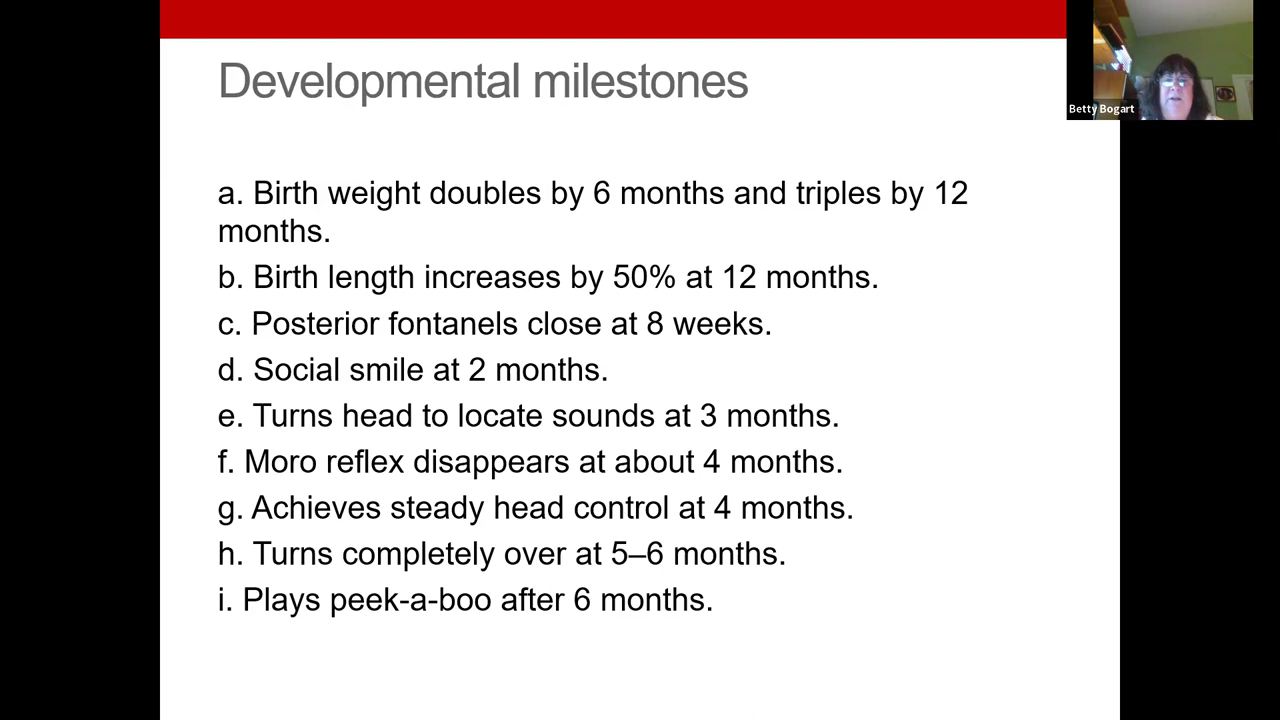 Developmental milestones
Betty Bogart
a. Birth weight doubles by 6 months and triples by 12
months.
b. Birth length increases by 50% at 12 months.
c. Posterior fontanels close at 8 weeks.
d. Social smile at 2 months.
e. Turns head to locate sounds at 3 months.
f. Moro reflex disappears at about 4 months.
g. Achieves steady head control at 4 months.
h. Turns completely over at 5–6 months.
i. Plays peek-a-boo after 6 months.